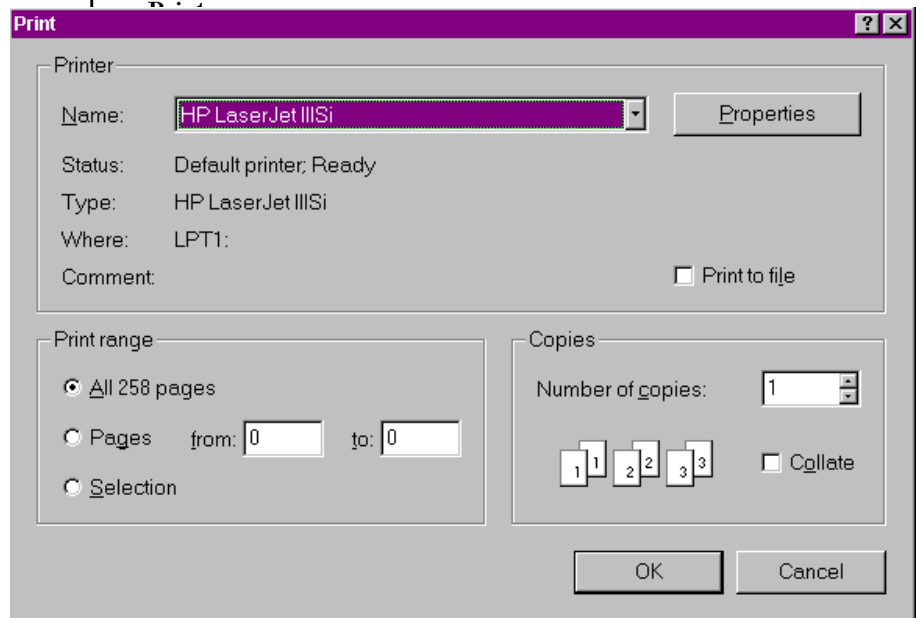 Print
Print
Printer
Name: HP LaserJet IIISi Properties
Status: Default printer; Ready
Type: HP LaserJet IIISi
Where: LPT1:
Comment: Print to file
Print range
All 258 pages
Pages from: 0 to: 0
Selection
Copies
Number of copies: 1
1 1 2 2 3 3 Collate
OK Cancel